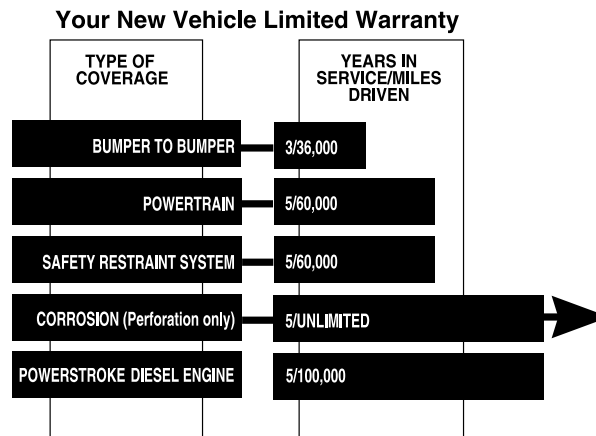 Your New Vehicle Limited Warranty
TYPE OF
COVERAGE
YEARS IN
SERVICE/MILES
DRIVEN
BUMPER TO BUMPER
3/36,000
POWERTRAIN
5/60,000
SAFETY RESTRAINT SYSTEM
5/60,000
CORROSION (Perforation only)
5/UNLIMITED
POWERSTROKE DIESEL ENGINE
5/100,000